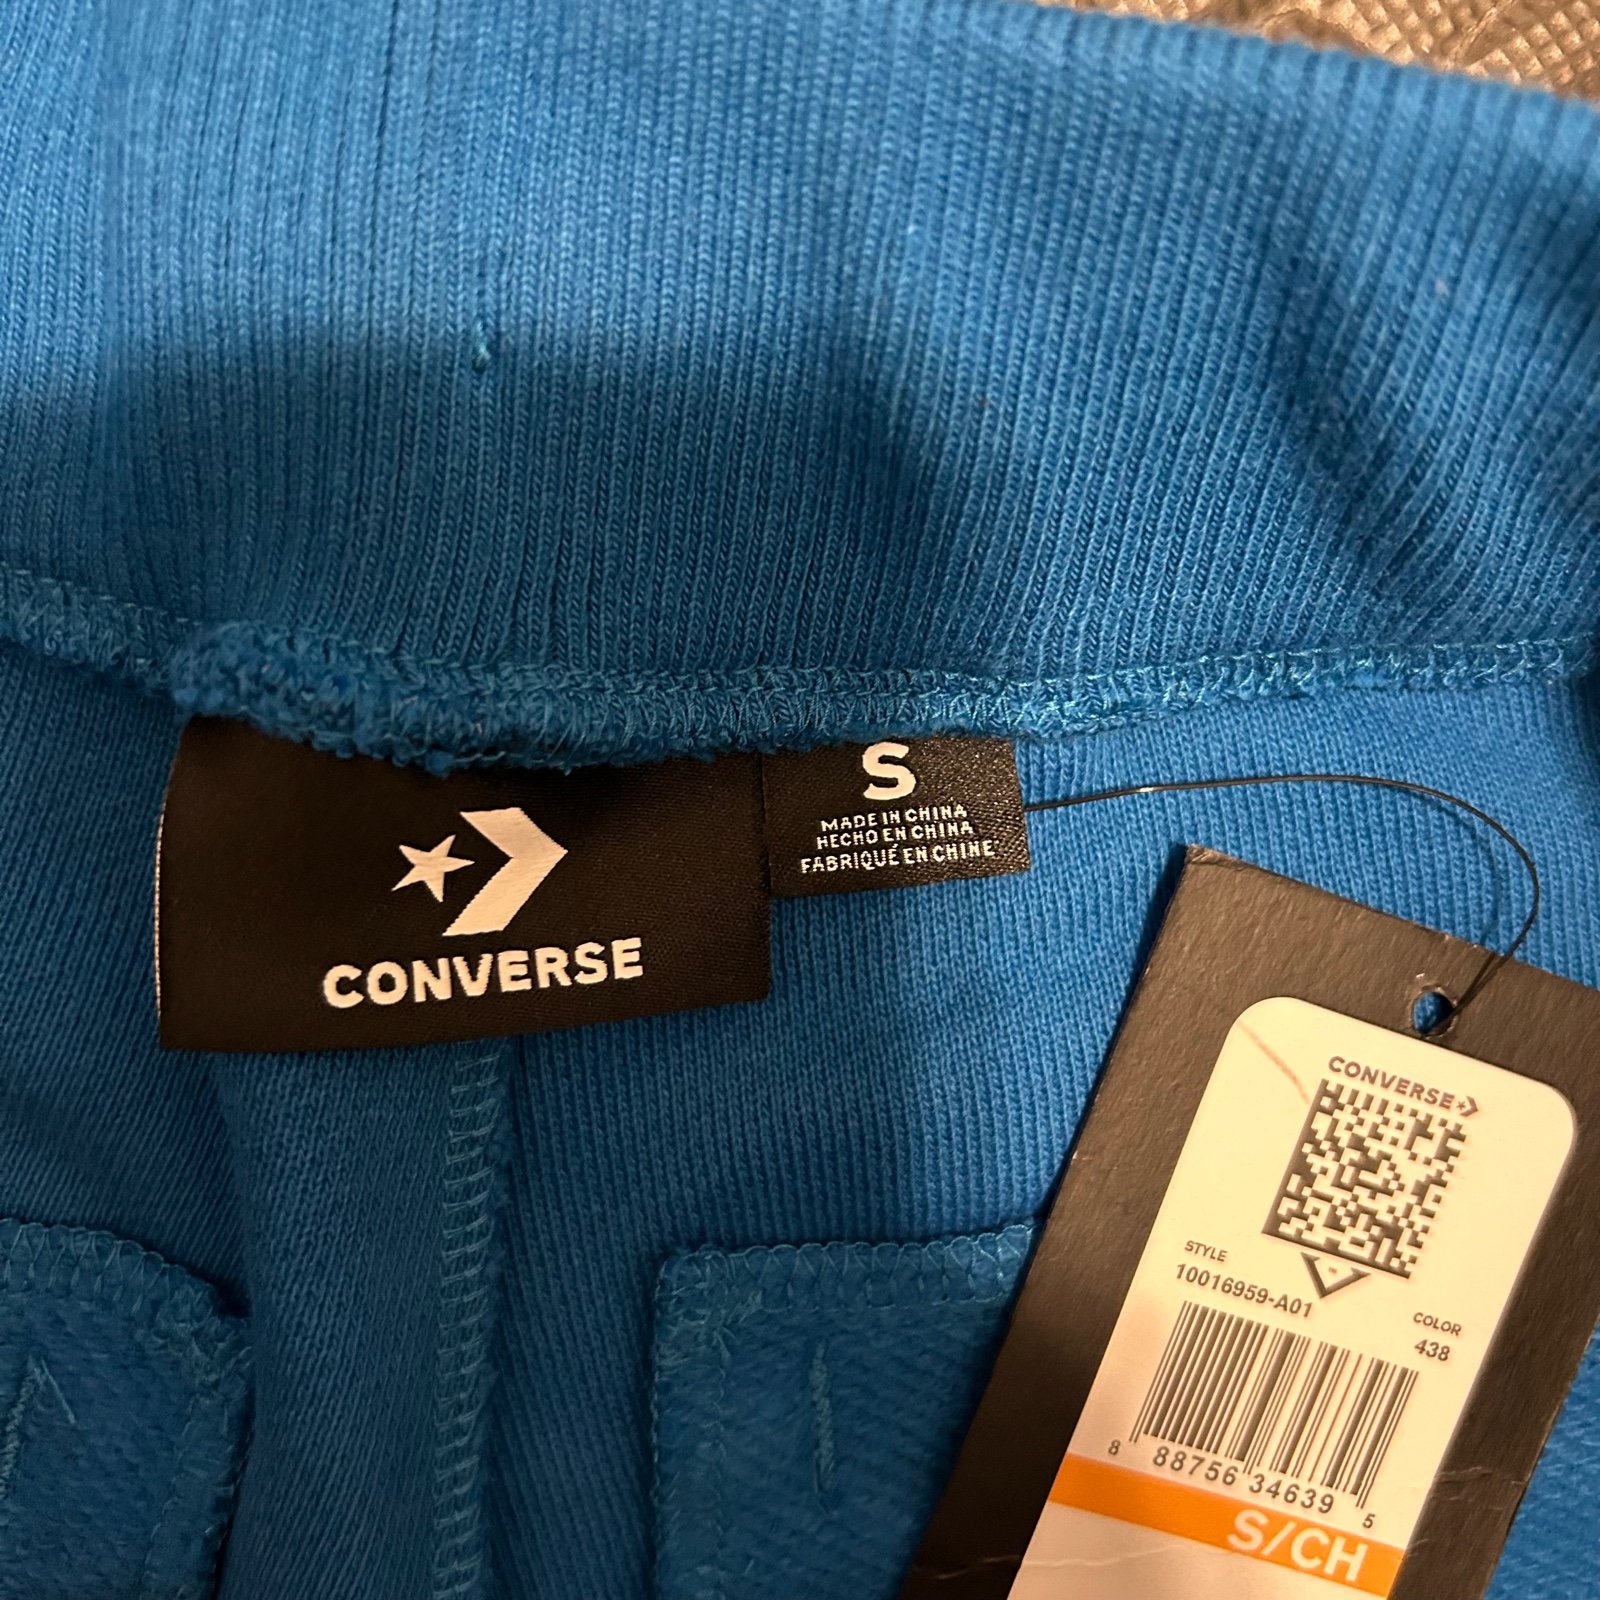 CONVERSE
S
MADE IN CHINA
HECHO EN CHINA
FABRIQUÉ EN CHINE
CONVERSE
STYLE
10016959-A01
COLOR
438
8 88756 34639 5
S/CH